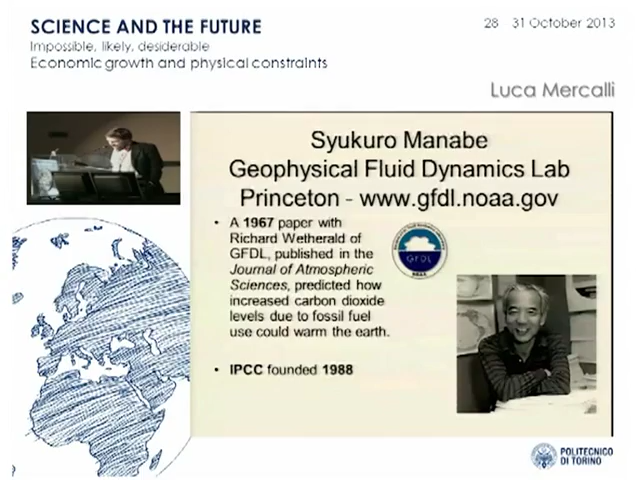 SCIENCE AND THE FUTURE
Impossible, likely, desiderable
Economic growth and physical constraints
28 31 October 2013
Luca Mercalli
Syukuro Manabe
Geophysical Fluid Dynamics Lab
Princeton - www.gfdl.noaa.gov
• A 1967 paper with
Richard Wetherald of
GFDL, published in the
Journal of Atmospheric
Sciences, predicted how
increased carbon dioxide
levels due to fossil fuel
use could warm the earth.
• IPCC founded 1988
GFDL
NOAA
POLITECNICO
DI TORINO